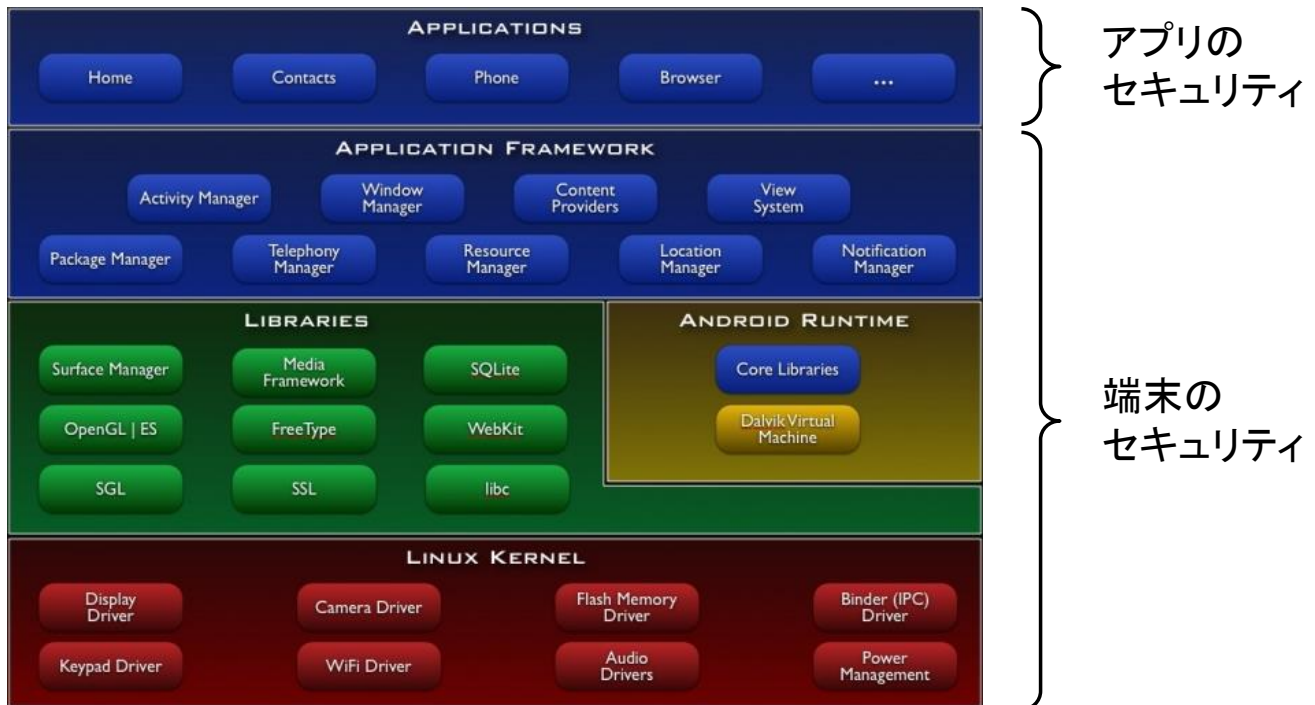 APPLICATIONS
Home
Contacts
Phone
Browser
...
アプリの
セキュリティ
APPLICATION FRAMEWORK
Activity Manager
Window
Manager
Content
Providers
View
System
Package Manager
Telephony
Manager
Resource
Manager
Location
Manager
Notification
Manager
LIBRARIES
Surface Manager
Media
Framework
SQLite
OpenGL | ES
FreeType
WebKit
SGL
SSL
libc
ANDROID RUNTIME
Core Libraries
Dalvik Virtual
Machine
端末の
セキュリティ
LINUX KERNEL
Display
Driver
Camera Driver
Flash Memory
Driver
Binder (IPC)
Driver
Keypad Driver
WiFi Driver
Audio
Drivers
Power
Management